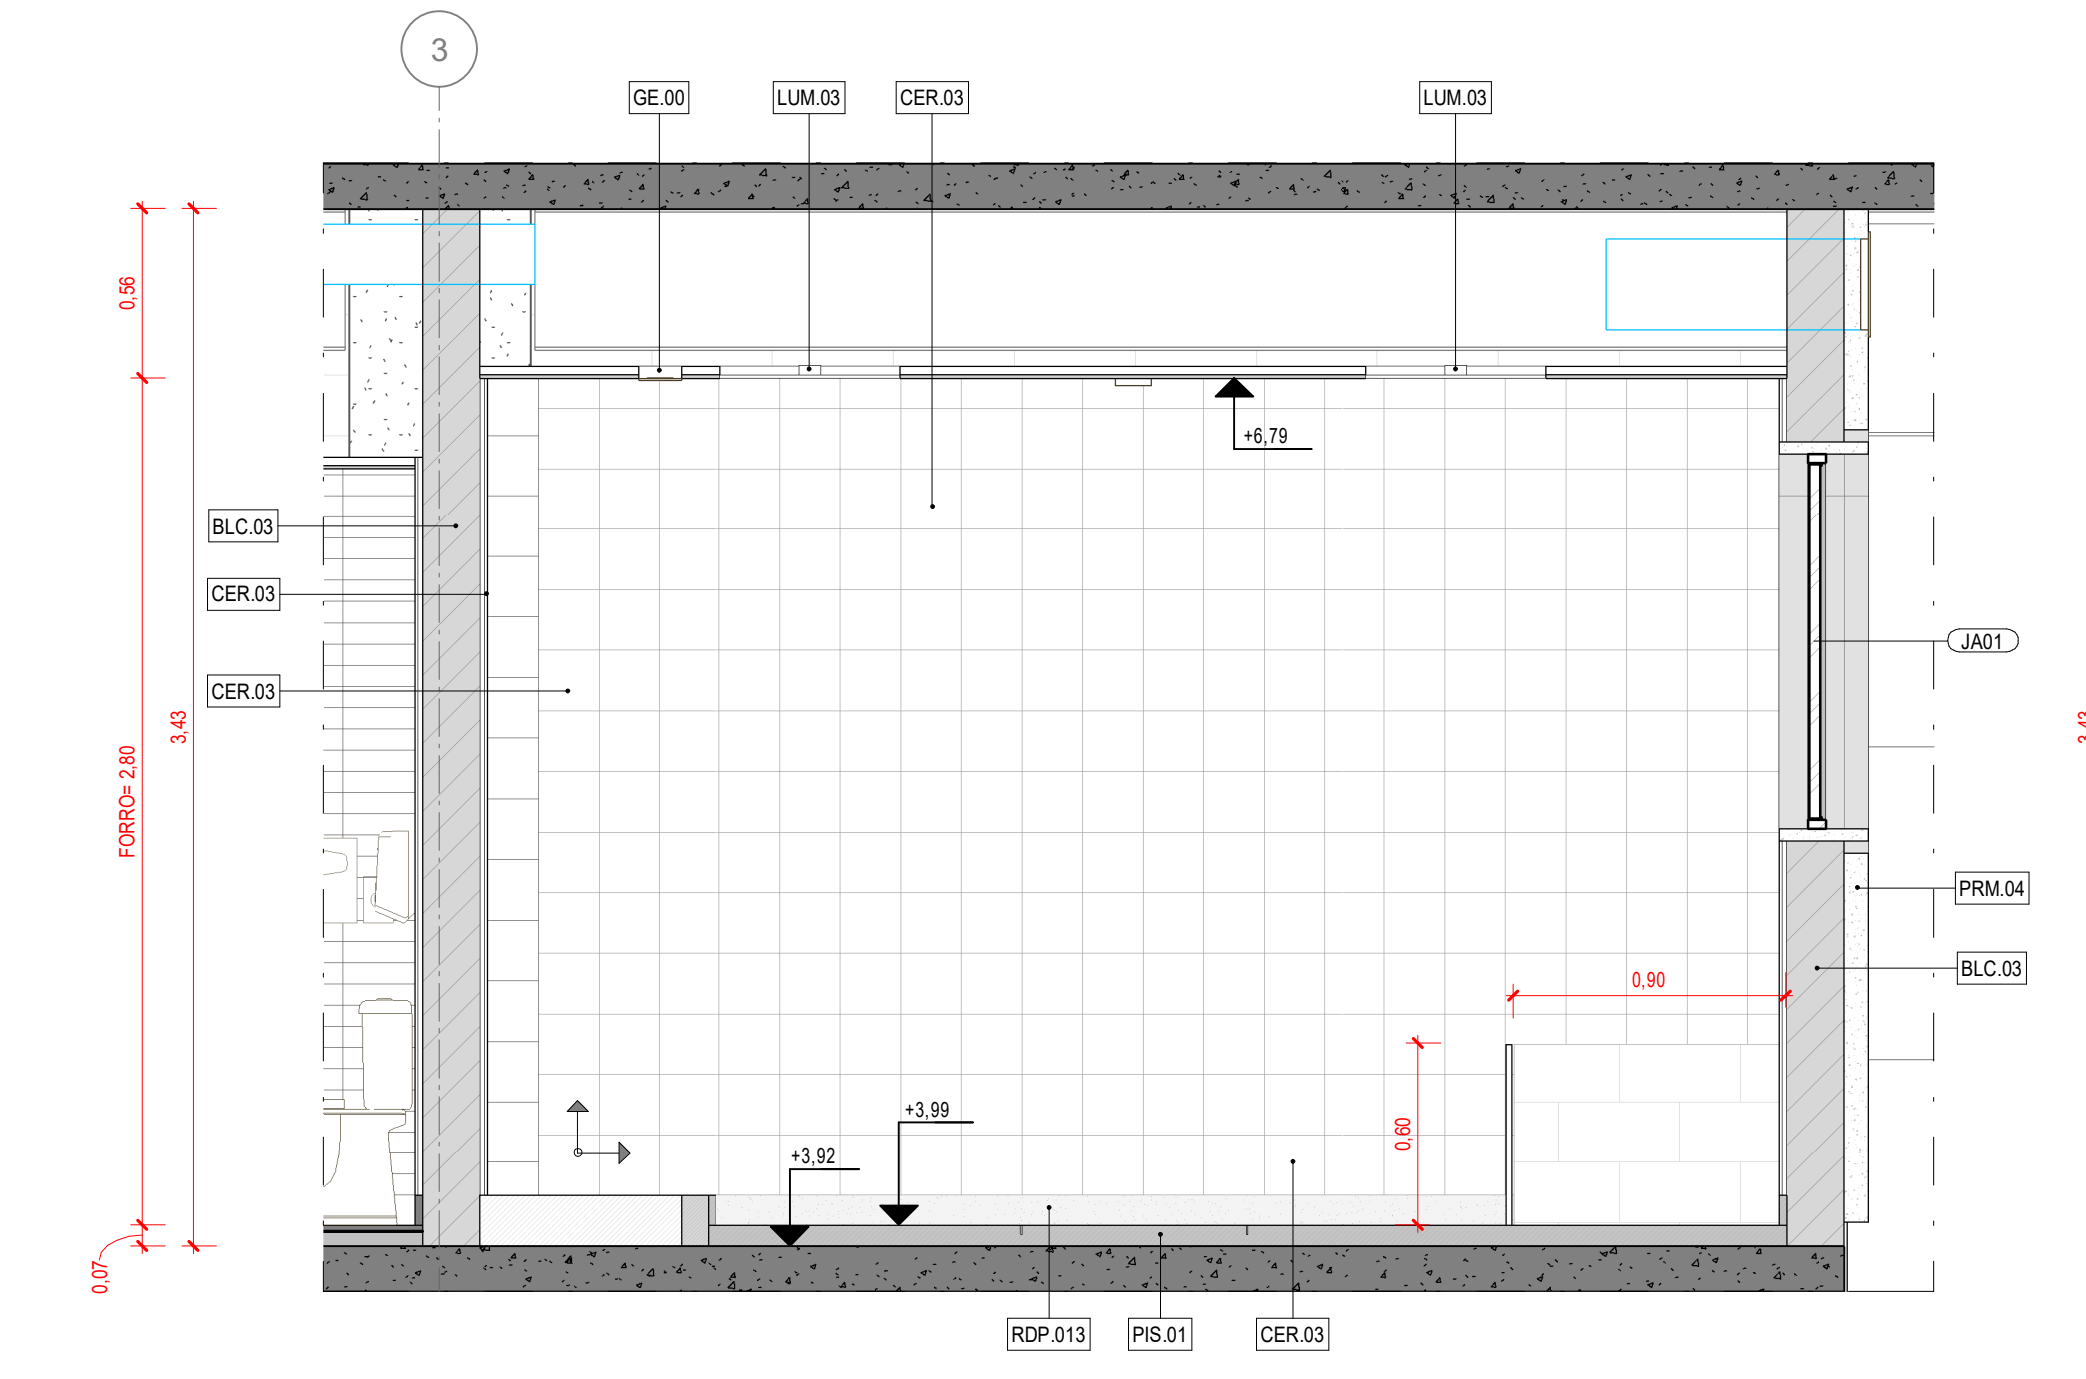 3
GE.00
LUM.03
CER.03
LUM.03
0,56
+6,79
BLC.03
CER.03
JA01
CER.03
3,43
3,43
FORRO= 2,80
PRM.04
BLC.03
0,90
+3,99
0,60
+3,92
0,07
RDP.013
PIS.01
CER.03